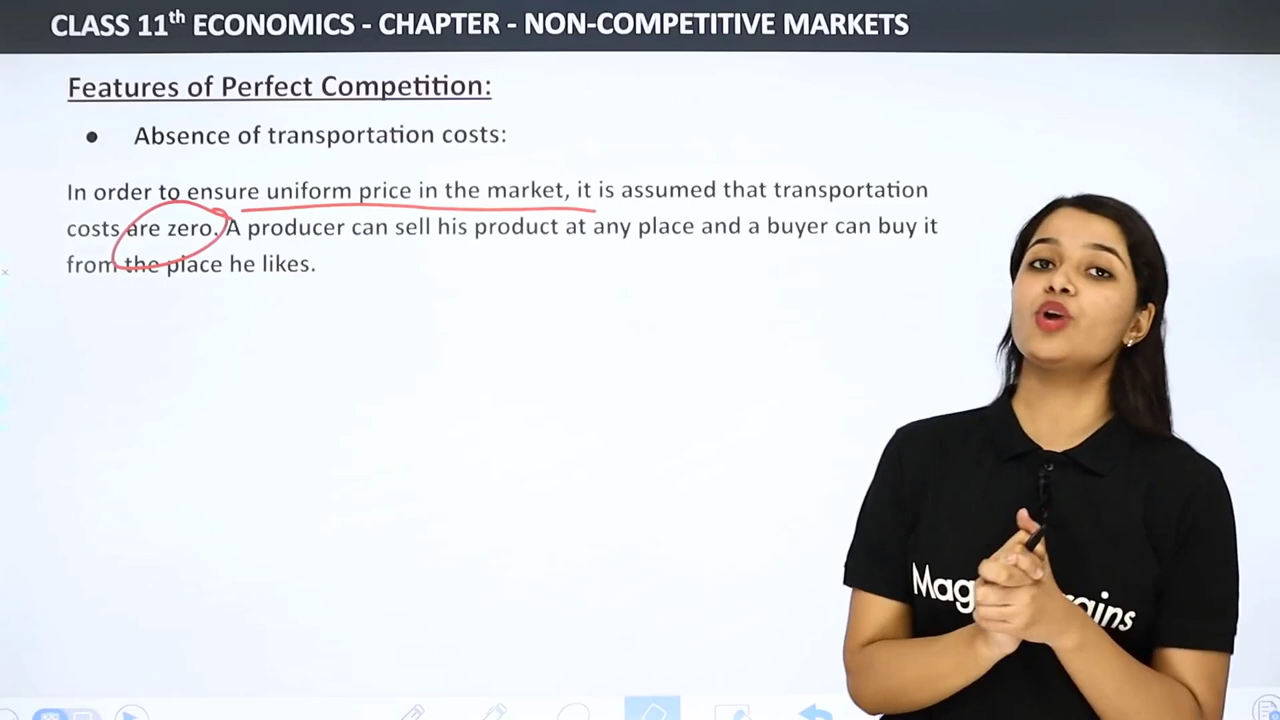 CLASS 11th ECONOMICS - CHAPTER - NON-COMPETITIVE MARKETS
Features of Perfect Competition:
● Absence of transportation costs:
In order to ensure uniform price in the market, it is assumed that transportation
costs are zero. A producer can sell his product at any place and a buyer can buy it
from the place he likes.